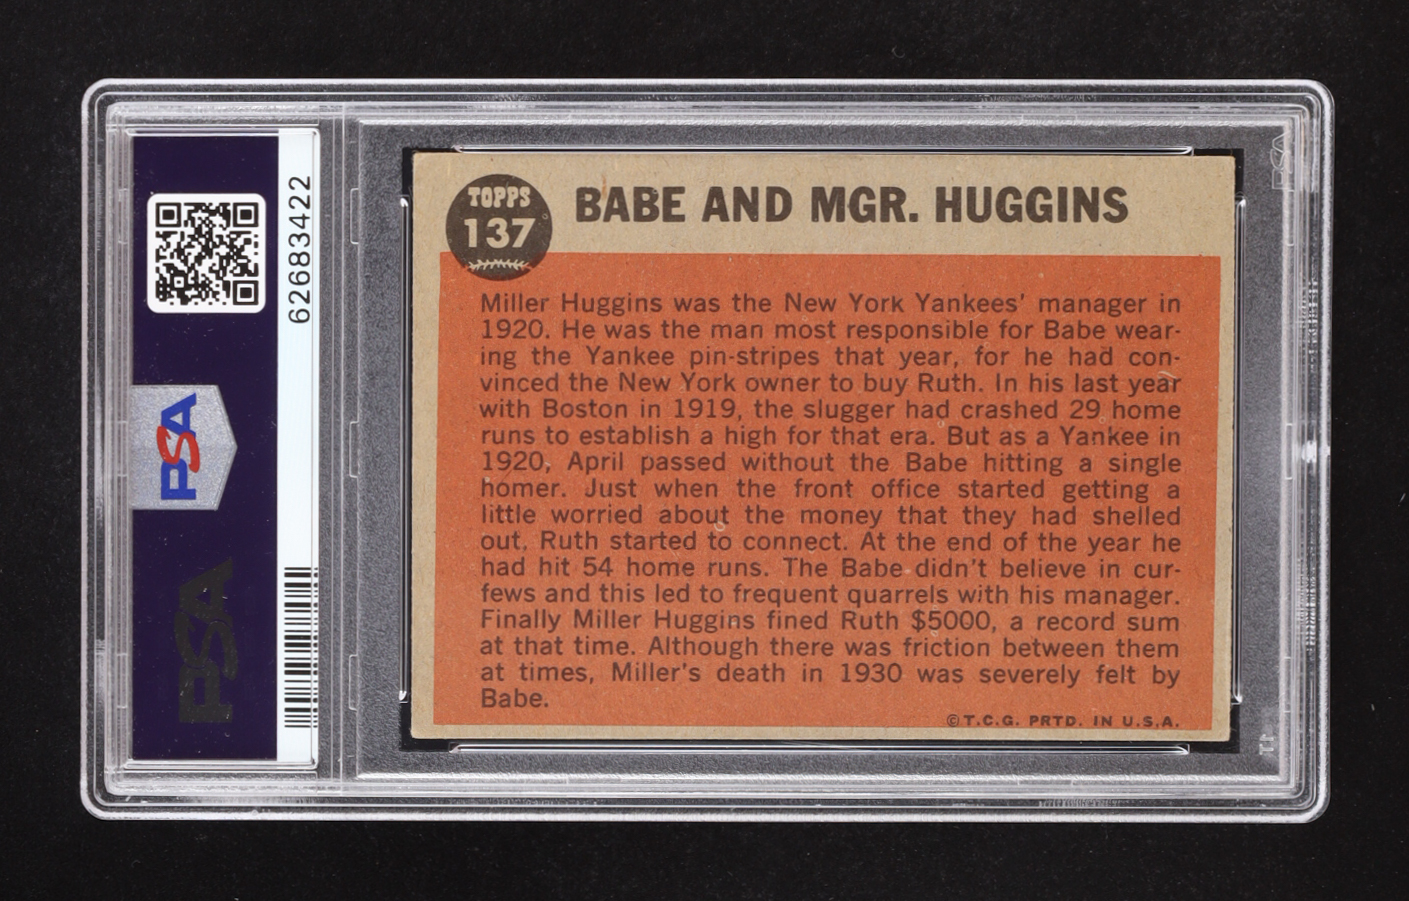 62683422
PSA
PSA
TOPPS
137
BABE AND MGR. HUGGINS
Miller Huggins was the New York Yankees' manager in
1920. He was the man most responsible for Babe wear-
ing the Yankee pin-stripes that year, for he had con-
vinced the New York owner to buy Ruth. In his last year
with Boston in 1919, the slugger had crashed 29 home
runs to establish a high for that era. But as a Yankee in
1920, April passed without the Babe hitting a single
homer. Just when the front office started getting a
little worried about the money that they had shelled
out, Ruth started to connect. At the end of the year he
had hit 54 home runs. The Babe didn't believe in cur-
fews and this led to frequent quarrels with his manager.
Finally Miller Huggins fined Ruth $5000, a record sum
at that time. Although there was friction between them
at times, Miller's death in 1930 was severely felt by
Babe.
©T.C.G. PRTD. IN U.S.A.
PSA